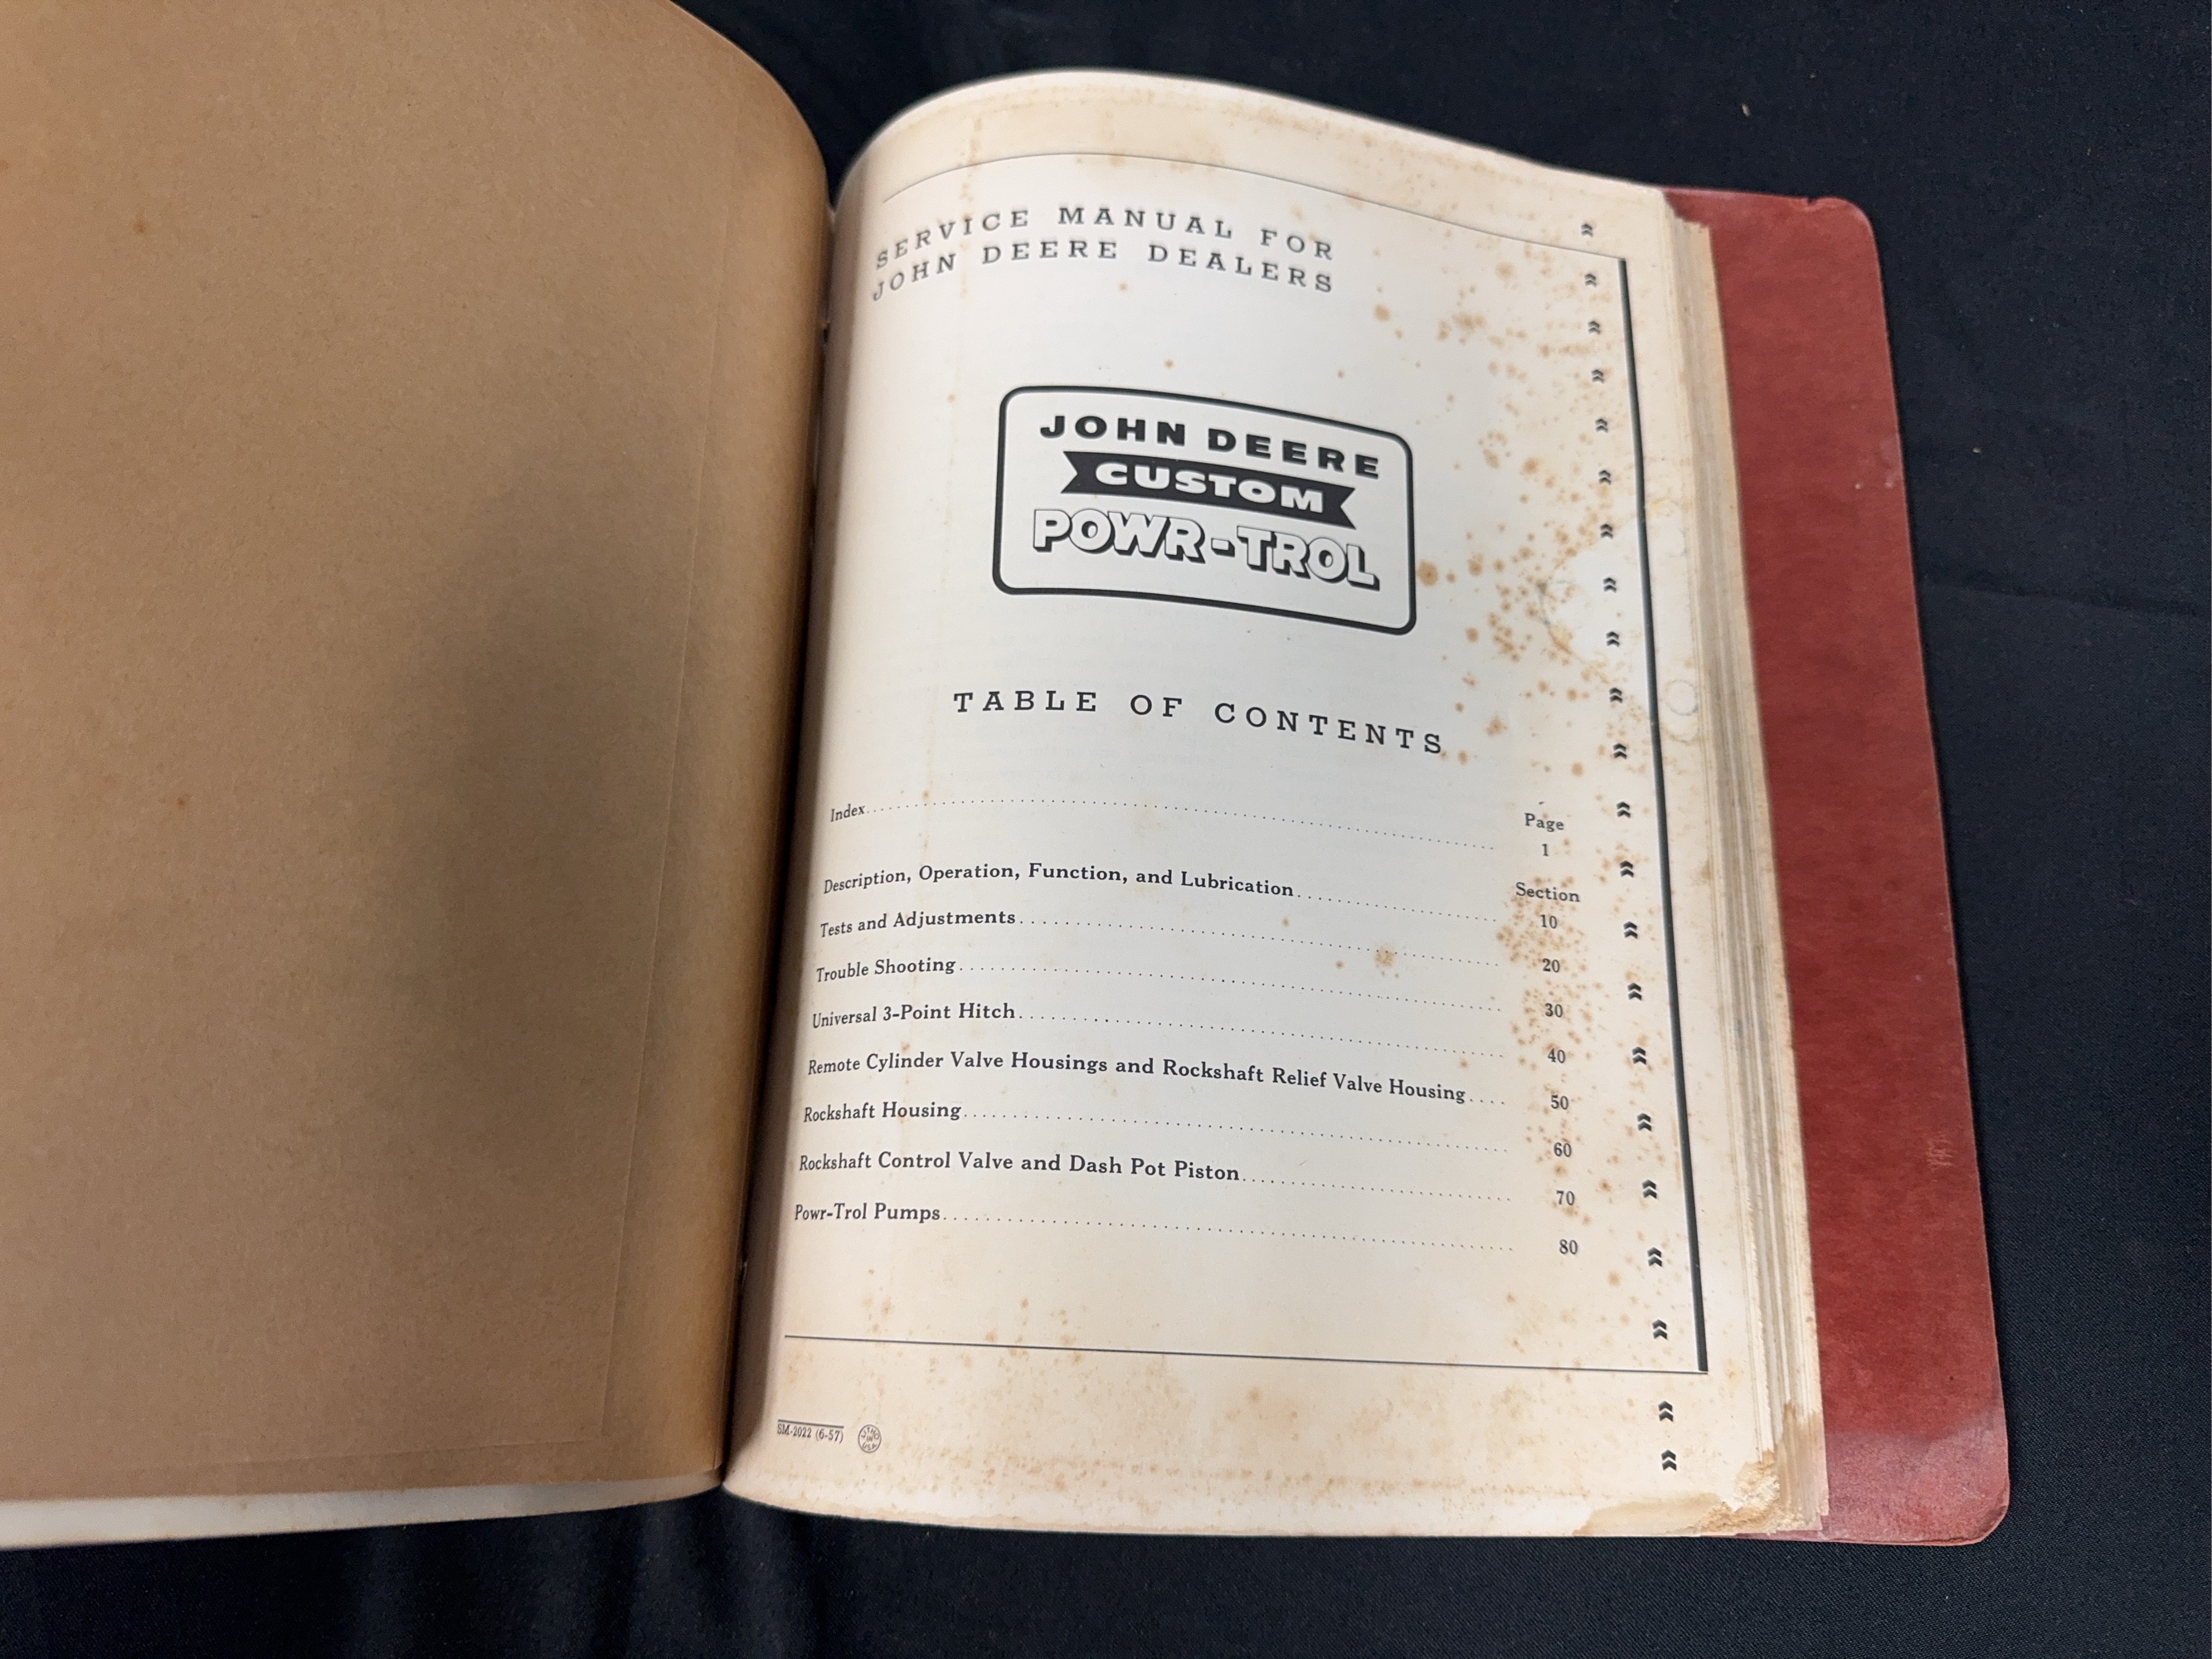 SERVICE MANUAL FOR
JOHN DEERE DEALERS
JOHN DEERE
CUSTOM
POWR-TROL
TABLE OF CONTENTS
Page
Index 1
Section
Description, Operation, Function, and Lubrication 10
Tests and Adjustments 20
Trouble Shooting 30
Universal 3-Point Hitch 40
Remote Cylinder Valve Housings and Rockshaft Relief Valve Housing 50
Rockshaft Housing 60
Rockshaft Control Valve and Dash Pot Piston 70
Powr-Trol Pumps 80
SM-2022 (6-57)
LITHO
IN
USA